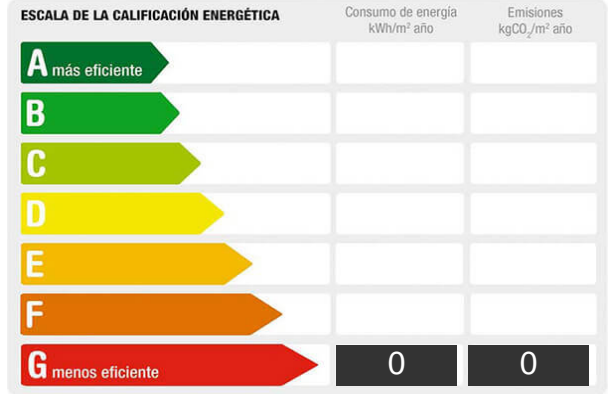 ESCALA DE LA CALIFICACIÓN ENERGÉTICA
Consumo de energía
kWh/m² año
Emisiones
kgCO₂/m² año
A más eficiente
B
C
D
E
F
G menos eficiente
0
0